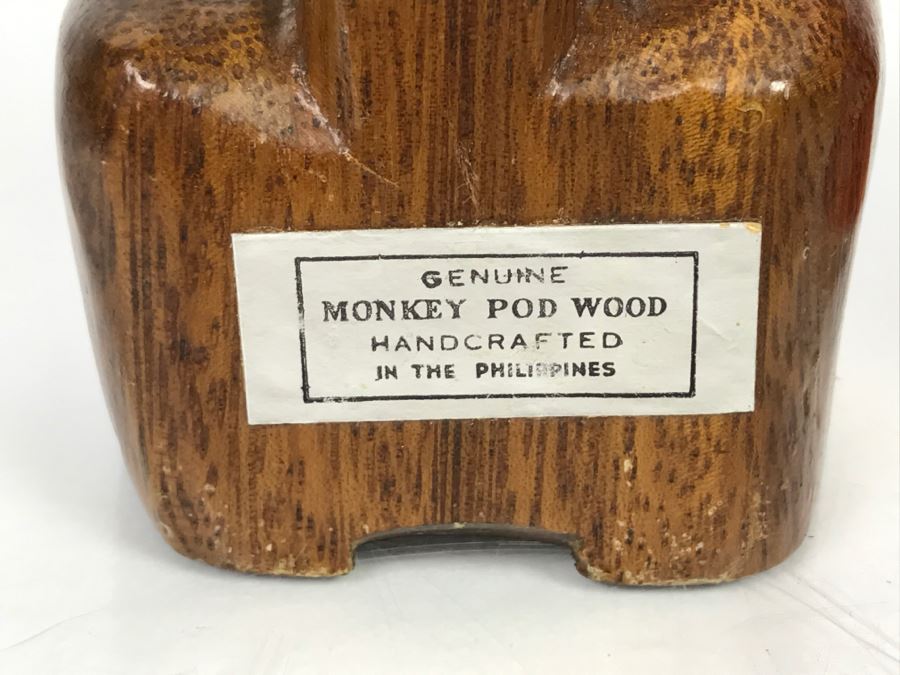 GENUINE
MONKEY POD WOOD
HANDCRAFTED
IN THE PHILIPPINES